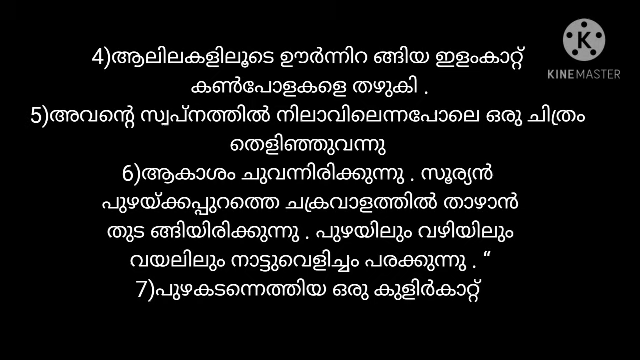 4)ആലിലകളിലൂടെ ഊർന്നിറ ങ്ങിയ ഇളംകാറ്റ്
കൺപോളകളെ തഴുകി .
5)അവന്റെ സ്വപ്നത്തിൽ നിലാവിലെന്നപോലെ ഒരു ചിത്രം
തെളിഞ്ഞുവന്നു
6)ആകാശം ചുവന്നിരിക്കുന്നു . സൂര്യൻ
പുഴയ്ക്കപ്പുറത്തെ ചക്രവാളത്തിൽ താഴാൻ
തുട ങ്ങിയിരിക്കുന്നു . പുഴയിലും വഴിയിലും
വയലിലും നാട്ടുവെളിച്ചം പരക്കുന്നു . “
7)പുഴകടന്നെത്തിയ ഒരു കുളിർകാറ്റ്
KINEMASTER